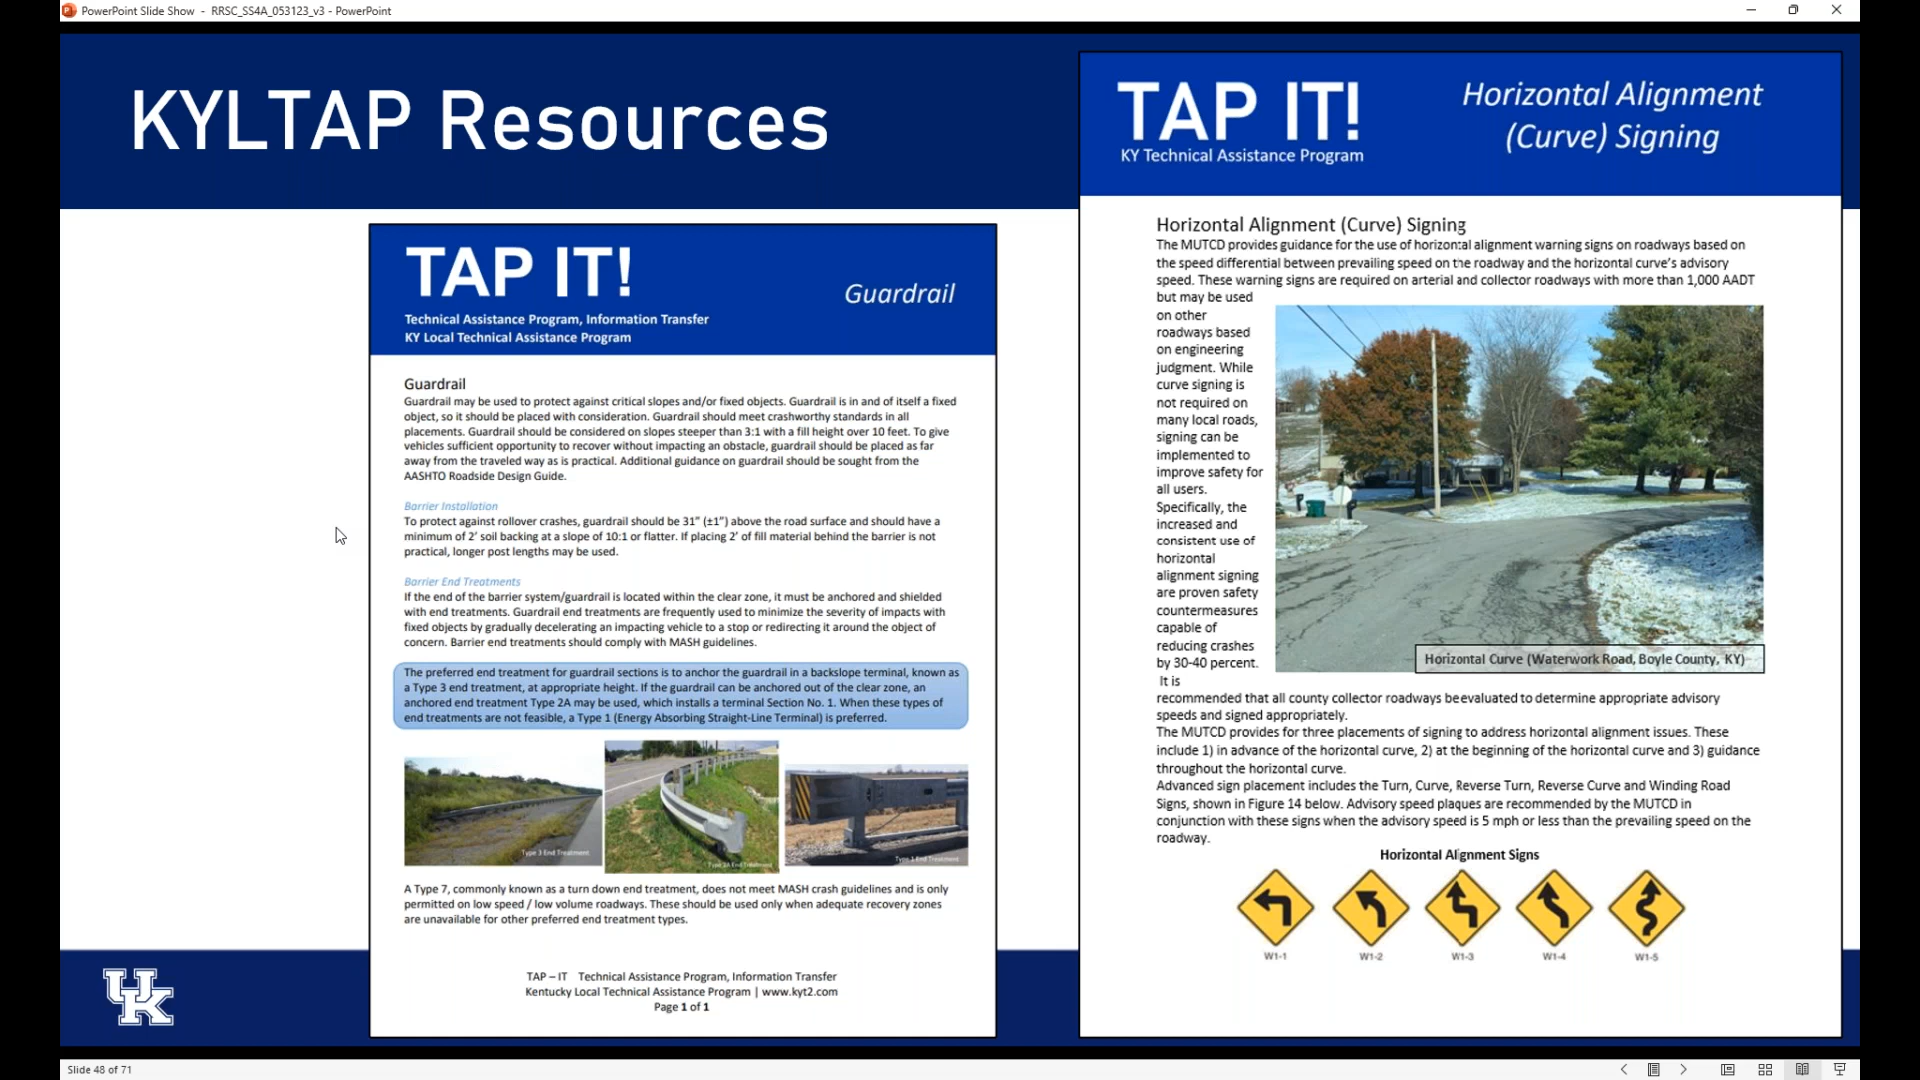 PowerPoint Slide Show - RRSC_SS4A_053123_v3 - PowerPoint
KYLTAP Resources
TAP IT!
Guardrail
Technical Assistance Program, Information Transfer
KY Local Technical Assistance Program
Guardrail
Guardrail may be used to protect against critical slopes and/or fixed objects. Guardrail is in and of itself a fixed
object, so it should be placed with consideration. Guardrail should meet crashworthy standards in all
placements. Guardrail should be considered on slopes steeper than 3:1 with a fill height over 10 feet. To give
vehicles sufficient opportunity to recover without impacting an obstacle, guardrail should be placed as far
away from the traveled way as is practical. Additional guidance on guardrail should be sought from the
AASHTO Roadside Design Guide.
Barrier Installation
To protect against rollover crashes, guardrail should be 31" (±1") above the road surface and should have a
minimum of 2' soil backing at a slope of 10:1 or flatter. If placing 2' of fill material behind the barrier is not
practical, longer post lengths may be used.
Barrier End Treatments
If the end of the barrier system/guardrail is located within the clear zone, it must be anchored and shielded
with end treatments. Guardrail end treatments are frequently used to minimize the severity of impacts with
fixed objects by gradually decelerating an impacting vehicle to a stop or redirecting it around the object of
concern. Barrier end treatments should comply with MASH guidelines.
The preferred end treatment for guardrail sections is to anchor the guardrail in a backslope terminal, known as
a Type 3 end treatment, at appropriate height. If the guardrail can be anchored out of the clear zone, an
anchored end treatment Type 2A may be used, which installs a terminal Section No. 1. When these types of
end treatments are not feasible, a Type 1 (Energy Absorbing Straight-Line Terminal) is preferred.
Type 3 End Treatment
Type 2A End Treatment
Type 1 End Treatment
A Type 7, commonly known as a turn down end treatment, does not meet MASH crash guidelines and is only
permitted on low speed / low volume roadways. These should be used only when adequate recovery zones
are unavailable for other preferred end treatment types.
TAP – IT Technical Assistance Program, Information Transfer
Kentucky Local Technical Assistance Program | www.kyt2.com
Page 1 of 1
TAP IT!
KY Technical Assistance Program
Horizontal Alignment
(Curve) Signing
Horizontal Alignment (Curve) Signing
The MUTCD provides guidance for the use of horizontal alignment warning signs on roadways based on
the speed differential between prevailing speed on the roadway and the horizontal curve's advisory
speed. These warning signs are required on arterial and collector roadways with more than 1,000 AADT
but may be used
on other
roadways based
on engineering
judgment. While
curve signing is
not required on
many local roads,
signing can be
implemented to
improve safety for
all users.
Specifically, the
increased and
consistent use of
horizontal
alignment signing
are proven safety
countermeasures
capable of
reducing crashes
by 30-40 percent.
It is
Horizontal Curve (Waterwork Road, Boyle County, KY)
recommended that all county collector roadways be evaluated to determine appropriate advisory
speeds and signed appropriately.
The MUTCD provides for three placements of signing to address horizontal alignment issues. These
include 1) in advance of the horizontal curve, 2) at the beginning of the horizontal curve and 3) guidance
throughout the horizontal curve.
Advanced sign placement includes the Turn, Curve, Reverse Turn, Reverse Curve and Winding Road
Signs, shown in Figure 14 below. Advisory speed plaques are recommended by the MUTCD in
conjunction with these signs when the advisory speed is 5 mph or less than the prevailing speed on the
roadway.
Horizontal Alignment Signs
W1-1 W1-2 W1-3 W1-4 W1-5
UK
Slide 48 of 71